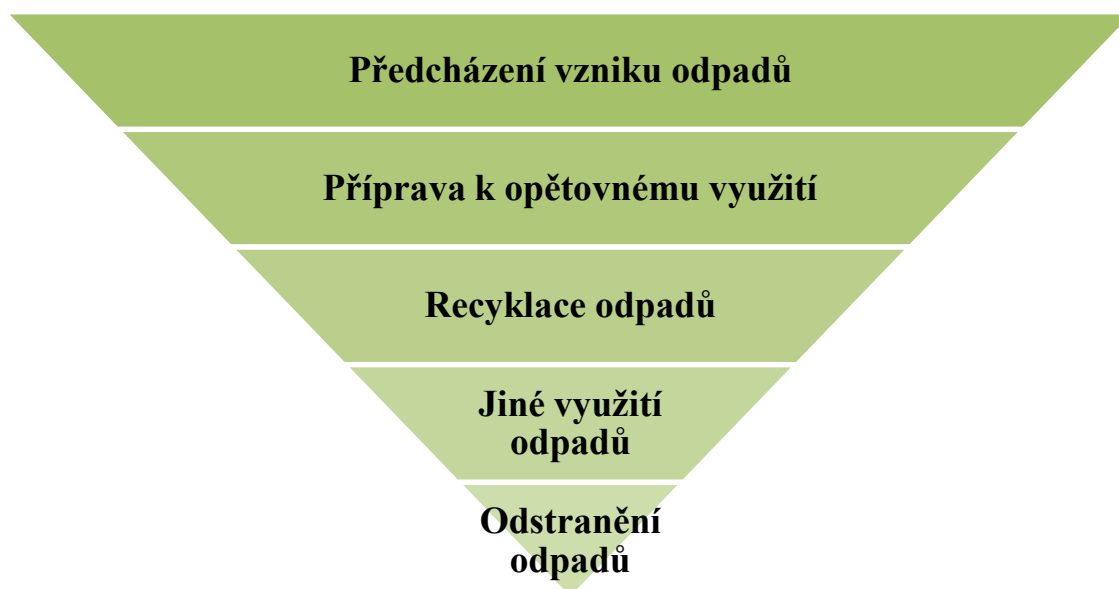 Předcházení vzniku odpadů
Příprava k opětovnému využití
Recyklace odpadů
Jiné využití
odpadů
Odstranění
odpadů